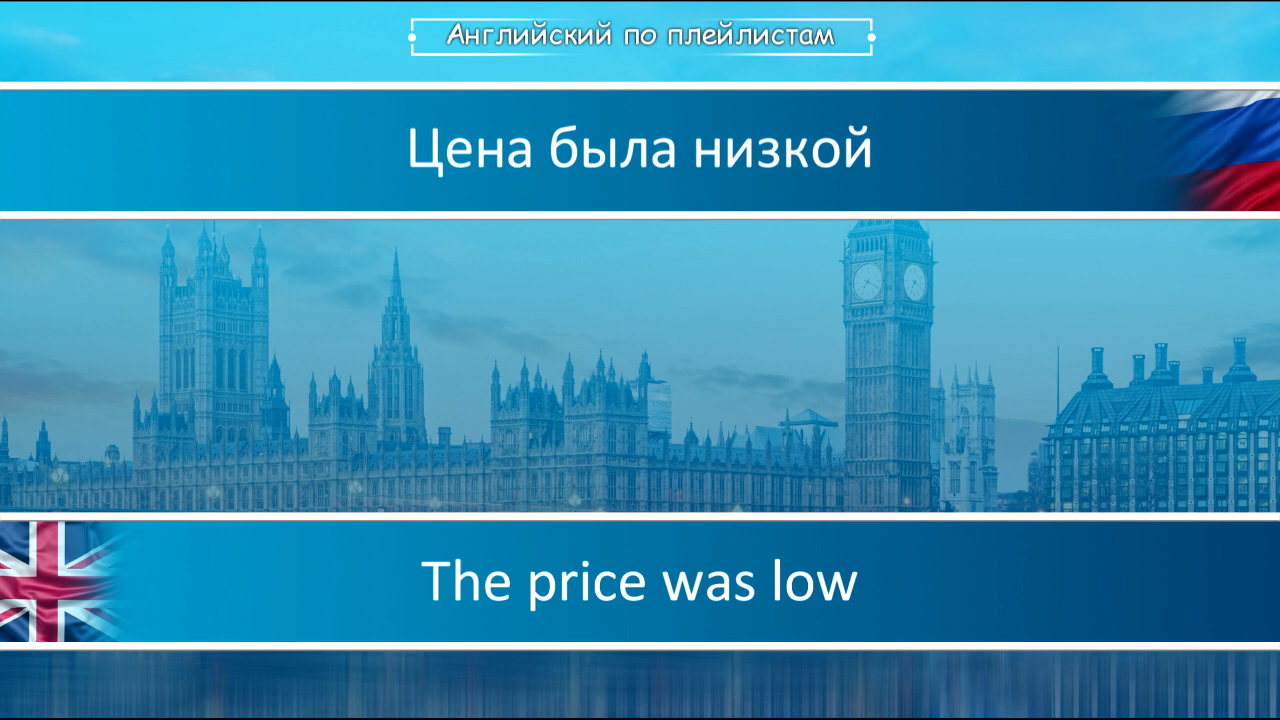 Английский по плейлистам
Цена была низкой
The price was low